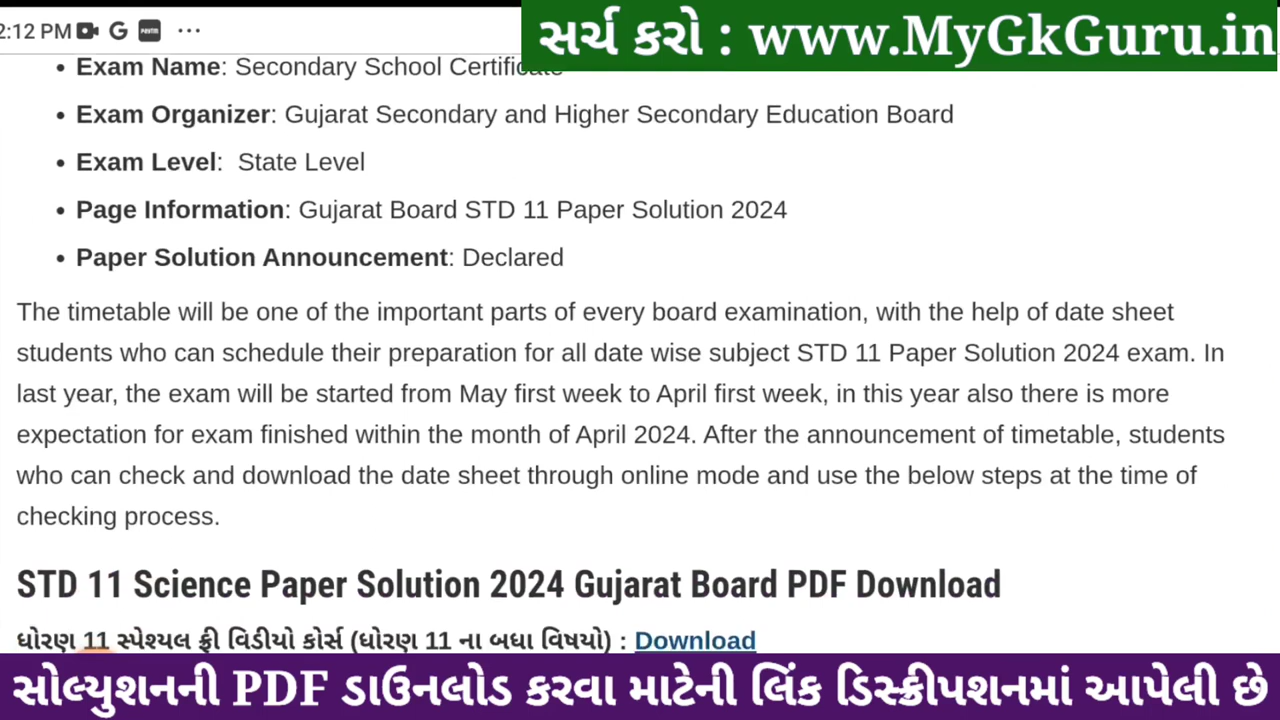 2:12 PM G Paytm ...
સર્ચ કરો : www.MyGkGuru.in
• Exam Name: Secondary School Certificate
• Exam Organizer: Gujarat Secondary and Higher Secondary Education Board
• Exam Level: State Level
• Page Information: Gujarat Board STD 11 Paper Solution 2024
• Paper Solution Announcement: Declared
The timetable will be one of the important parts of every board examination, with the help of date sheet
students who can schedule their preparation for all date wise subject STD 11 Paper Solution 2024 exam. In
last year, the exam will be started from May first week to April first week, in this year also there is more
expectation for exam finished within the month of April 2024. After the announcement of timetable, students
who can check and download the date sheet through online mode and use the below steps at the time of
checking process.
STD 11 Science Paper Solution 2024 Gujarat Board PDF Download
ધોરણ 11 સ્પેશ્યલ ફ્રી વિડીયો કોર્સ (ધોરણ 11 ના બધા વિષયો) : Download
સોલ્યુશનની PDF ડાઉનલોડ કરવા માટેની લિંક ડિસ્ક્રીપશનમાં આપેલી છે